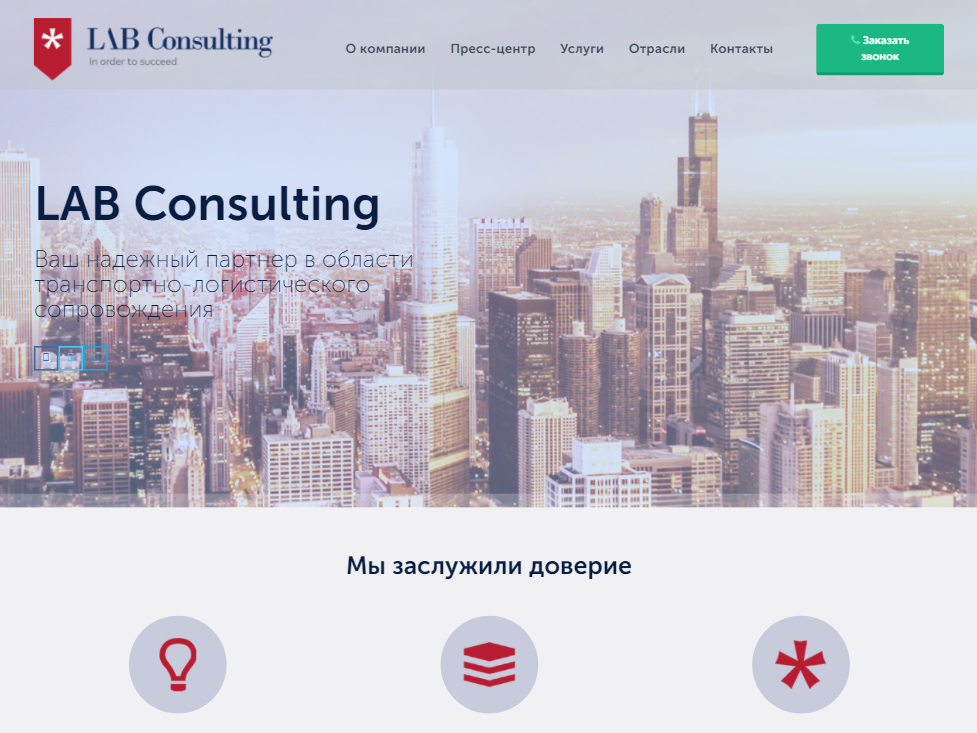 LAB Consulting
In order to succeed
О компании
Пресс-центр
Услуги
Отрасли
Контакты
Заказать
звонок
LAB Consulting
Ваш надежный партнер в области
транспортно-логистического
сопровождения
Мы заслужили доверие